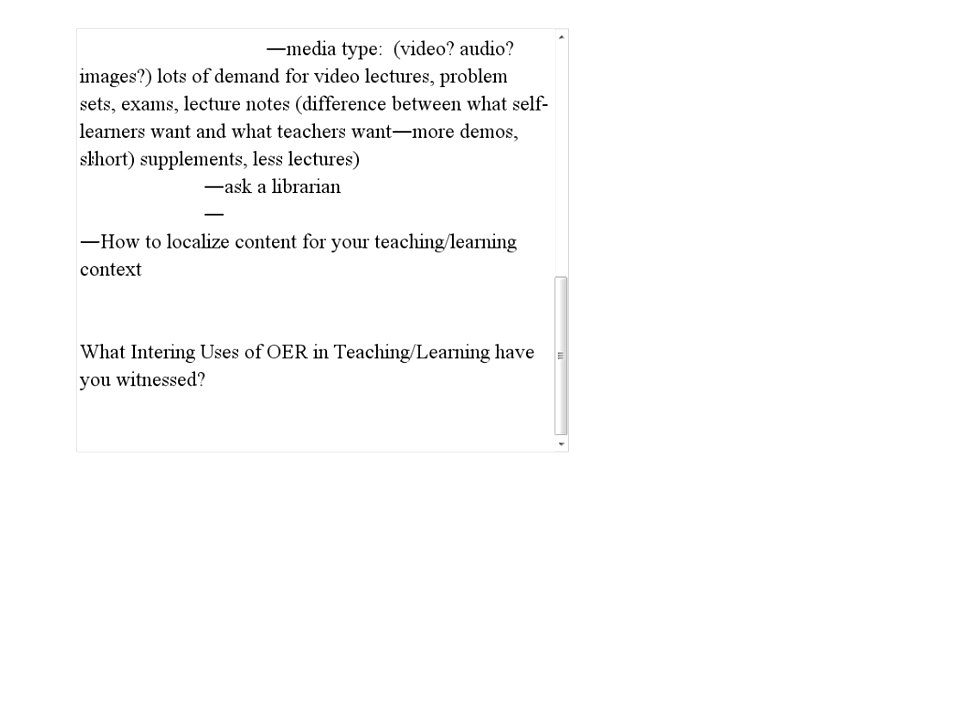 —media type:  (video? audio?
images?) lots of demand for video lectures, problem
sets, exams, lecture notes (difference between what self-
learners want and what teachers want—more demos,
short) supplements, less lectures)
—ask a librarian
—
—How to localize content for your teaching/learning
context
What Intering Uses of OER in Teaching/Learning have
you witnessed?